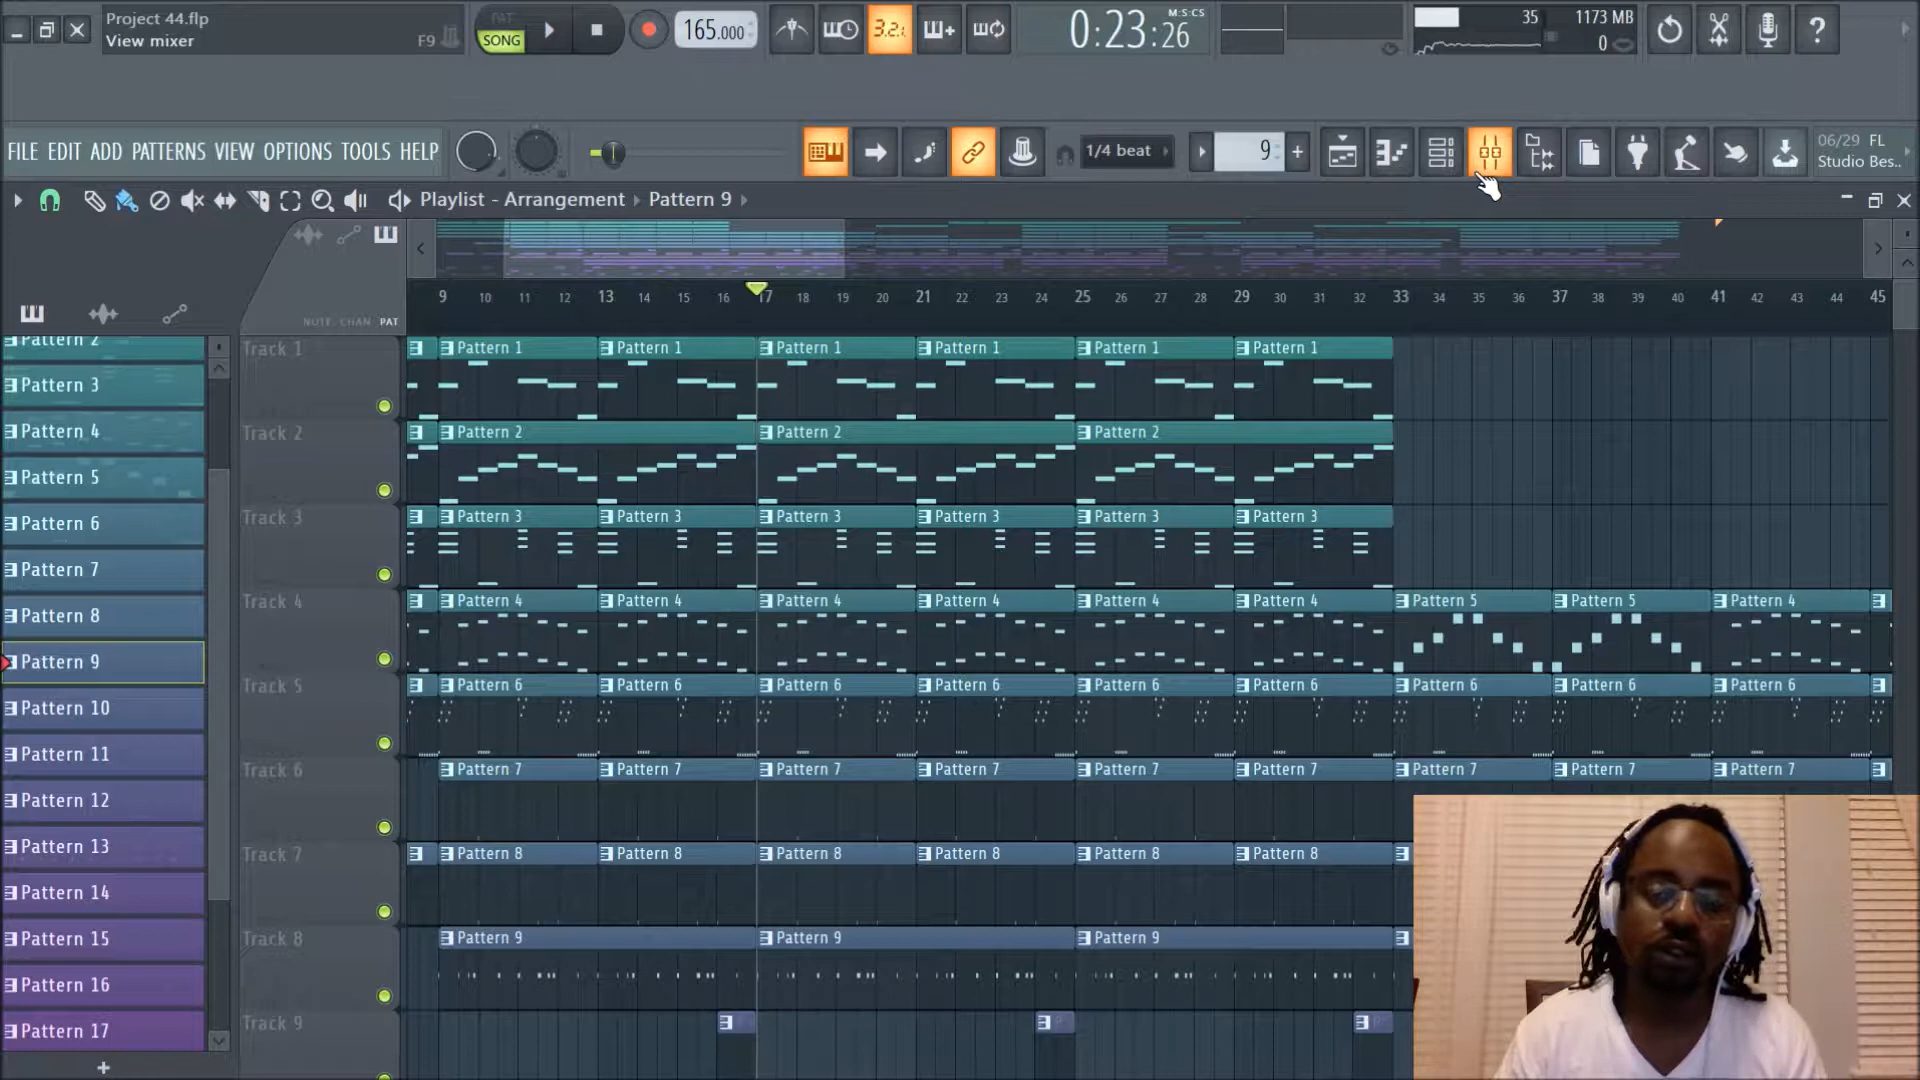 Project 44.flp
View mixer
F9
PAT
SONG
165.000
3.2.1
0:23:26
M:S:CS
35
1173 MB
0
?
FILE EDIT ADD PATTERNS VIEW OPTIONS TOOLS HELP
1/4 beat
9
+
06/29 FL
Studio Bes..
Playlist - Arrangement
Pattern 9
NOTE CHAN PAT
9 10 11 12 13 14 15 16 17 18 19 20 21 22 23 24 25 26 27 28 29 30 31 32 33 34 35 36 37 38 39 40 41 42 43 44 45
Pattern 2
Pattern 3
Pattern 4
Pattern 5
Pattern 6
Pattern 7
Pattern 8
Pattern 9
Pattern 10
Pattern 11
Pattern 12
Pattern 13
Pattern 14
Pattern 15
Pattern 16
Pattern 17
+
Track 1
Pattern 1 Pattern 1 Pattern 1 Pattern 1 Pattern 1 Pattern 1
Track 2
Pattern 2 Pattern 2 Pattern 2
Track 3
Pattern 3 Pattern 3 Pattern 3 Pattern 3 Pattern 3 Pattern 3
Track 4
Pattern 4 Pattern 4 Pattern 4 Pattern 4 Pattern 4 Pattern 4 Pattern 5 Pattern 5 Pattern 4
Track 5
Pattern 6 Pattern 6 Pattern 6 Pattern 6 Pattern 6 Pattern 6 Pattern 6 Pattern 6 Pattern 6
Track 6
Pattern 7 Pattern 7 Pattern 7 Pattern 7 Pattern 7 Pattern 7 Pattern 7 Pattern 7 Pattern 7
Track 7
Pattern 8 Pattern 8 Pattern 8 Pattern 8 Pattern 8 Pattern 8
Track 8
Pattern 9 Pattern 9 Pattern 9
Track 9